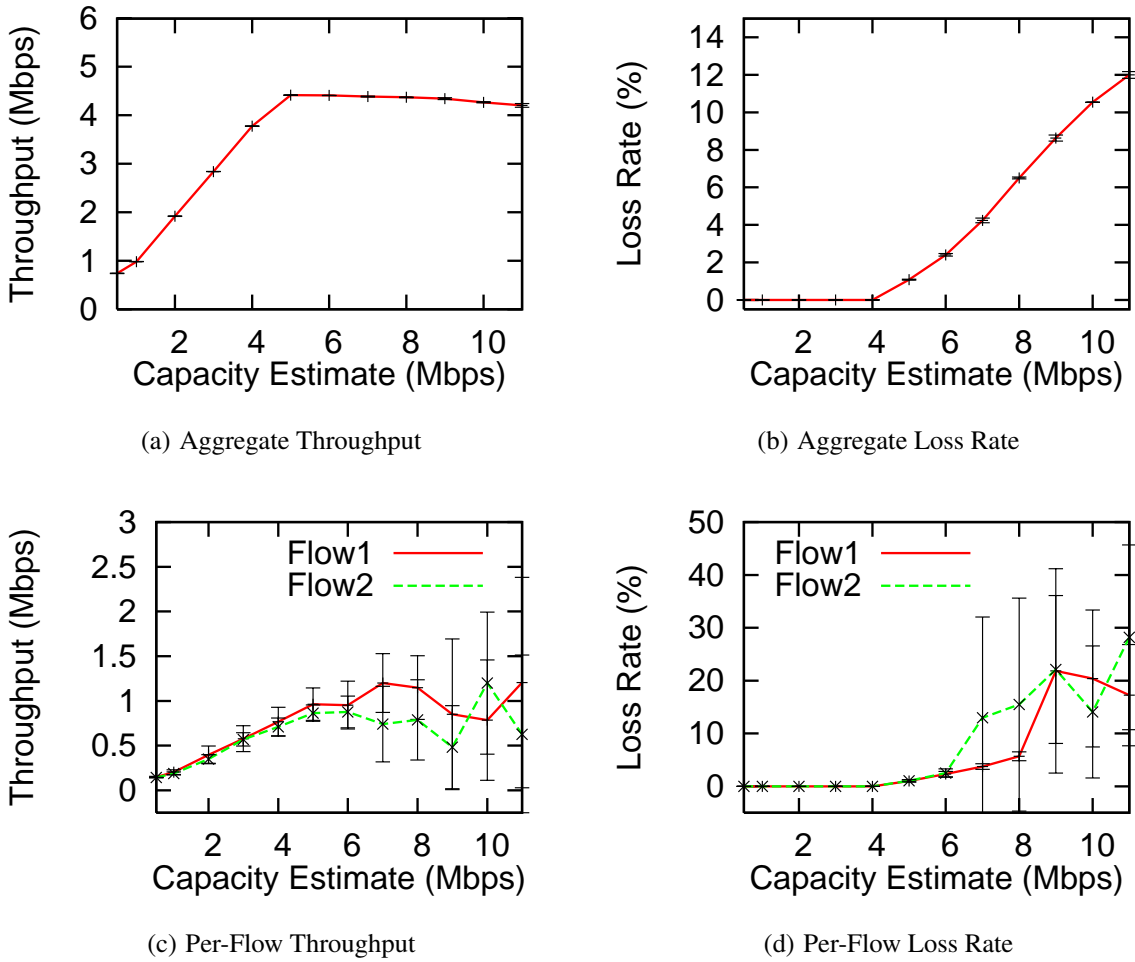 6
5
4
3
2
1
0
Throughput (Mbps)
2 4 6 8 10
Capacity Estimate (Mbps)
(a) Aggregate Throughput
14
12
10
8
6
4
2
0
Loss Rate (%)
2 4 6 8 10
Capacity Estimate (Mbps)
(b) Aggregate Loss Rate
3
2.5
2
1.5
1
0.5
0
Throughput (Mbps)
Flow1
Flow2
2 4 6 8 10
Capacity Estimate (Mbps)
(c) Per-Flow Throughput
50
40
30
20
10
0
Loss Rate (%)
Flow1
Flow2
2 4 6 8 10
Capacity Estimate (Mbps)
(d) Per-Flow Loss Rate